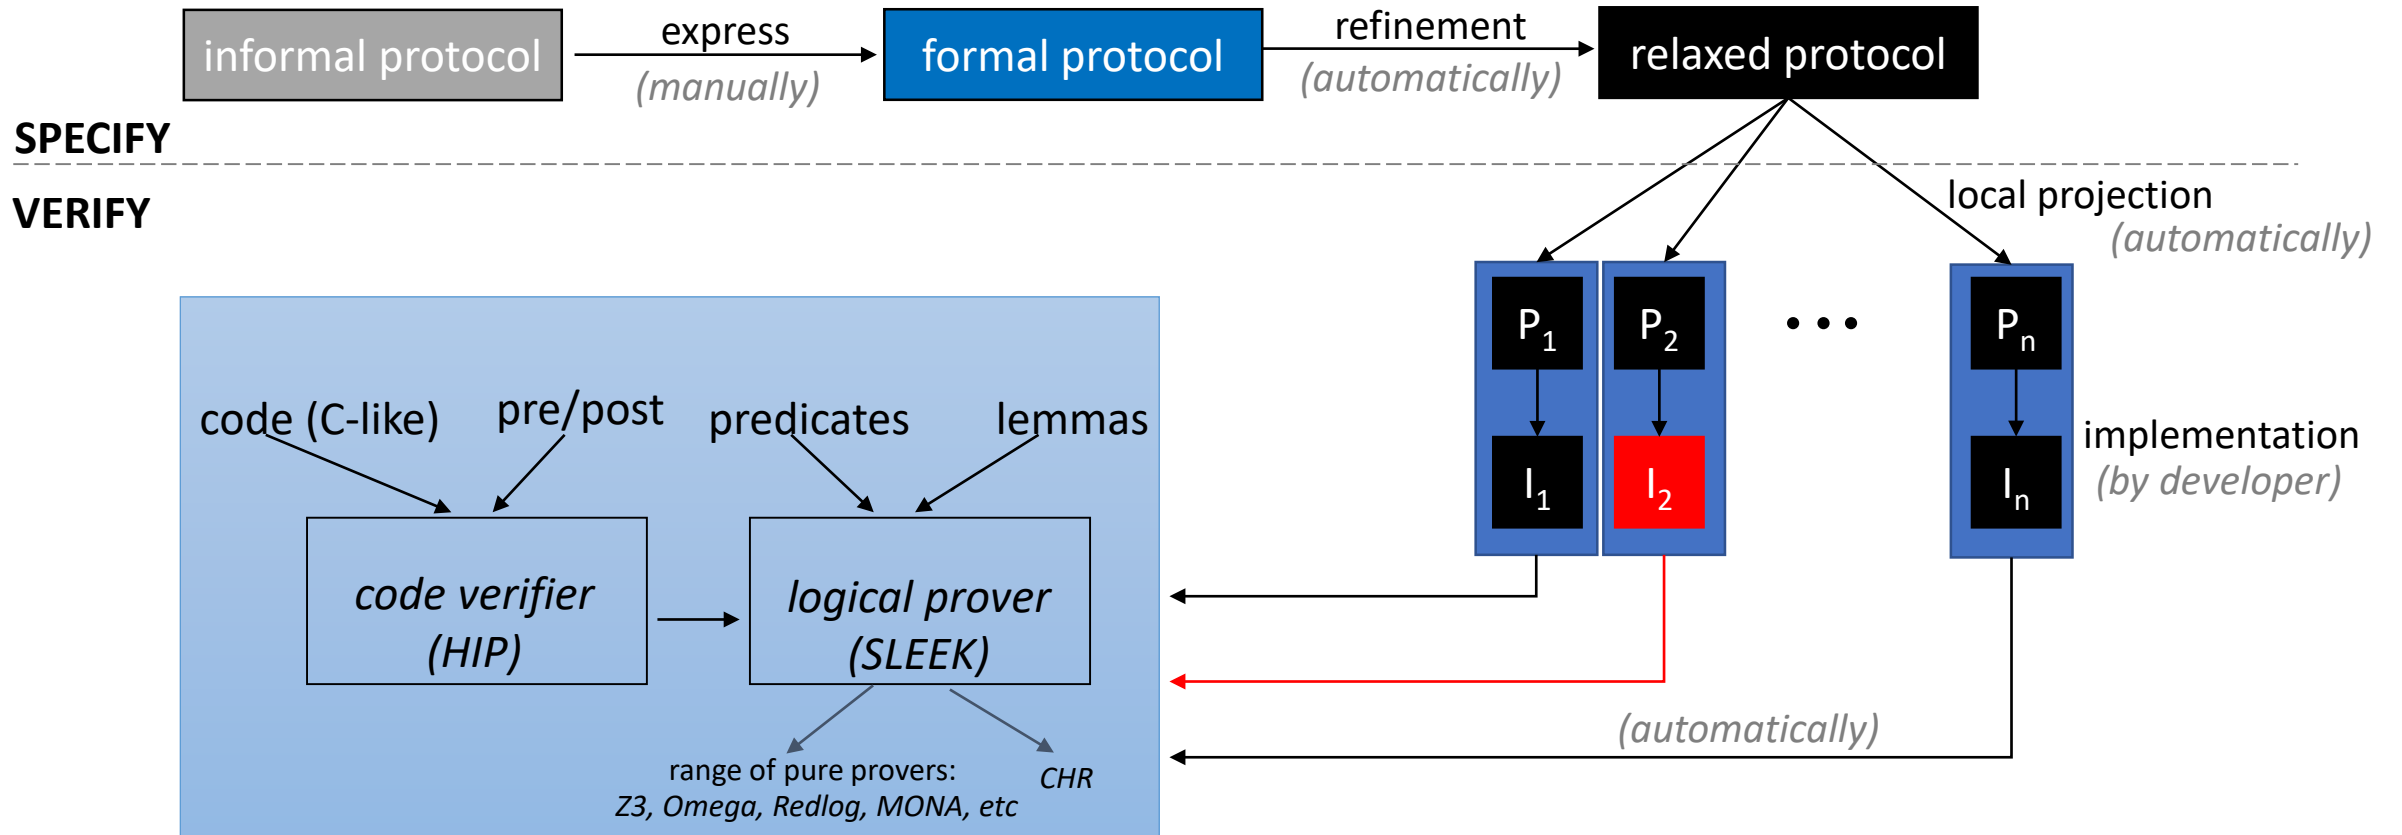 informal protocol
express
(manually)
formal protocol
refinement
(automatically)
relaxed protocol
SPECIFY
VERIFY
local projection
(automatically)
P1
P2
• • •
Pn
I1
I2
In
implementation
(by developer)
code (C-like)
pre/post
predicates
lemmas
code verifier
(HIP)
logical prover
(SLEEK)
range of pure provers:
Z3, Omega, Redlog, MONA, etc
CHR
(automatically)